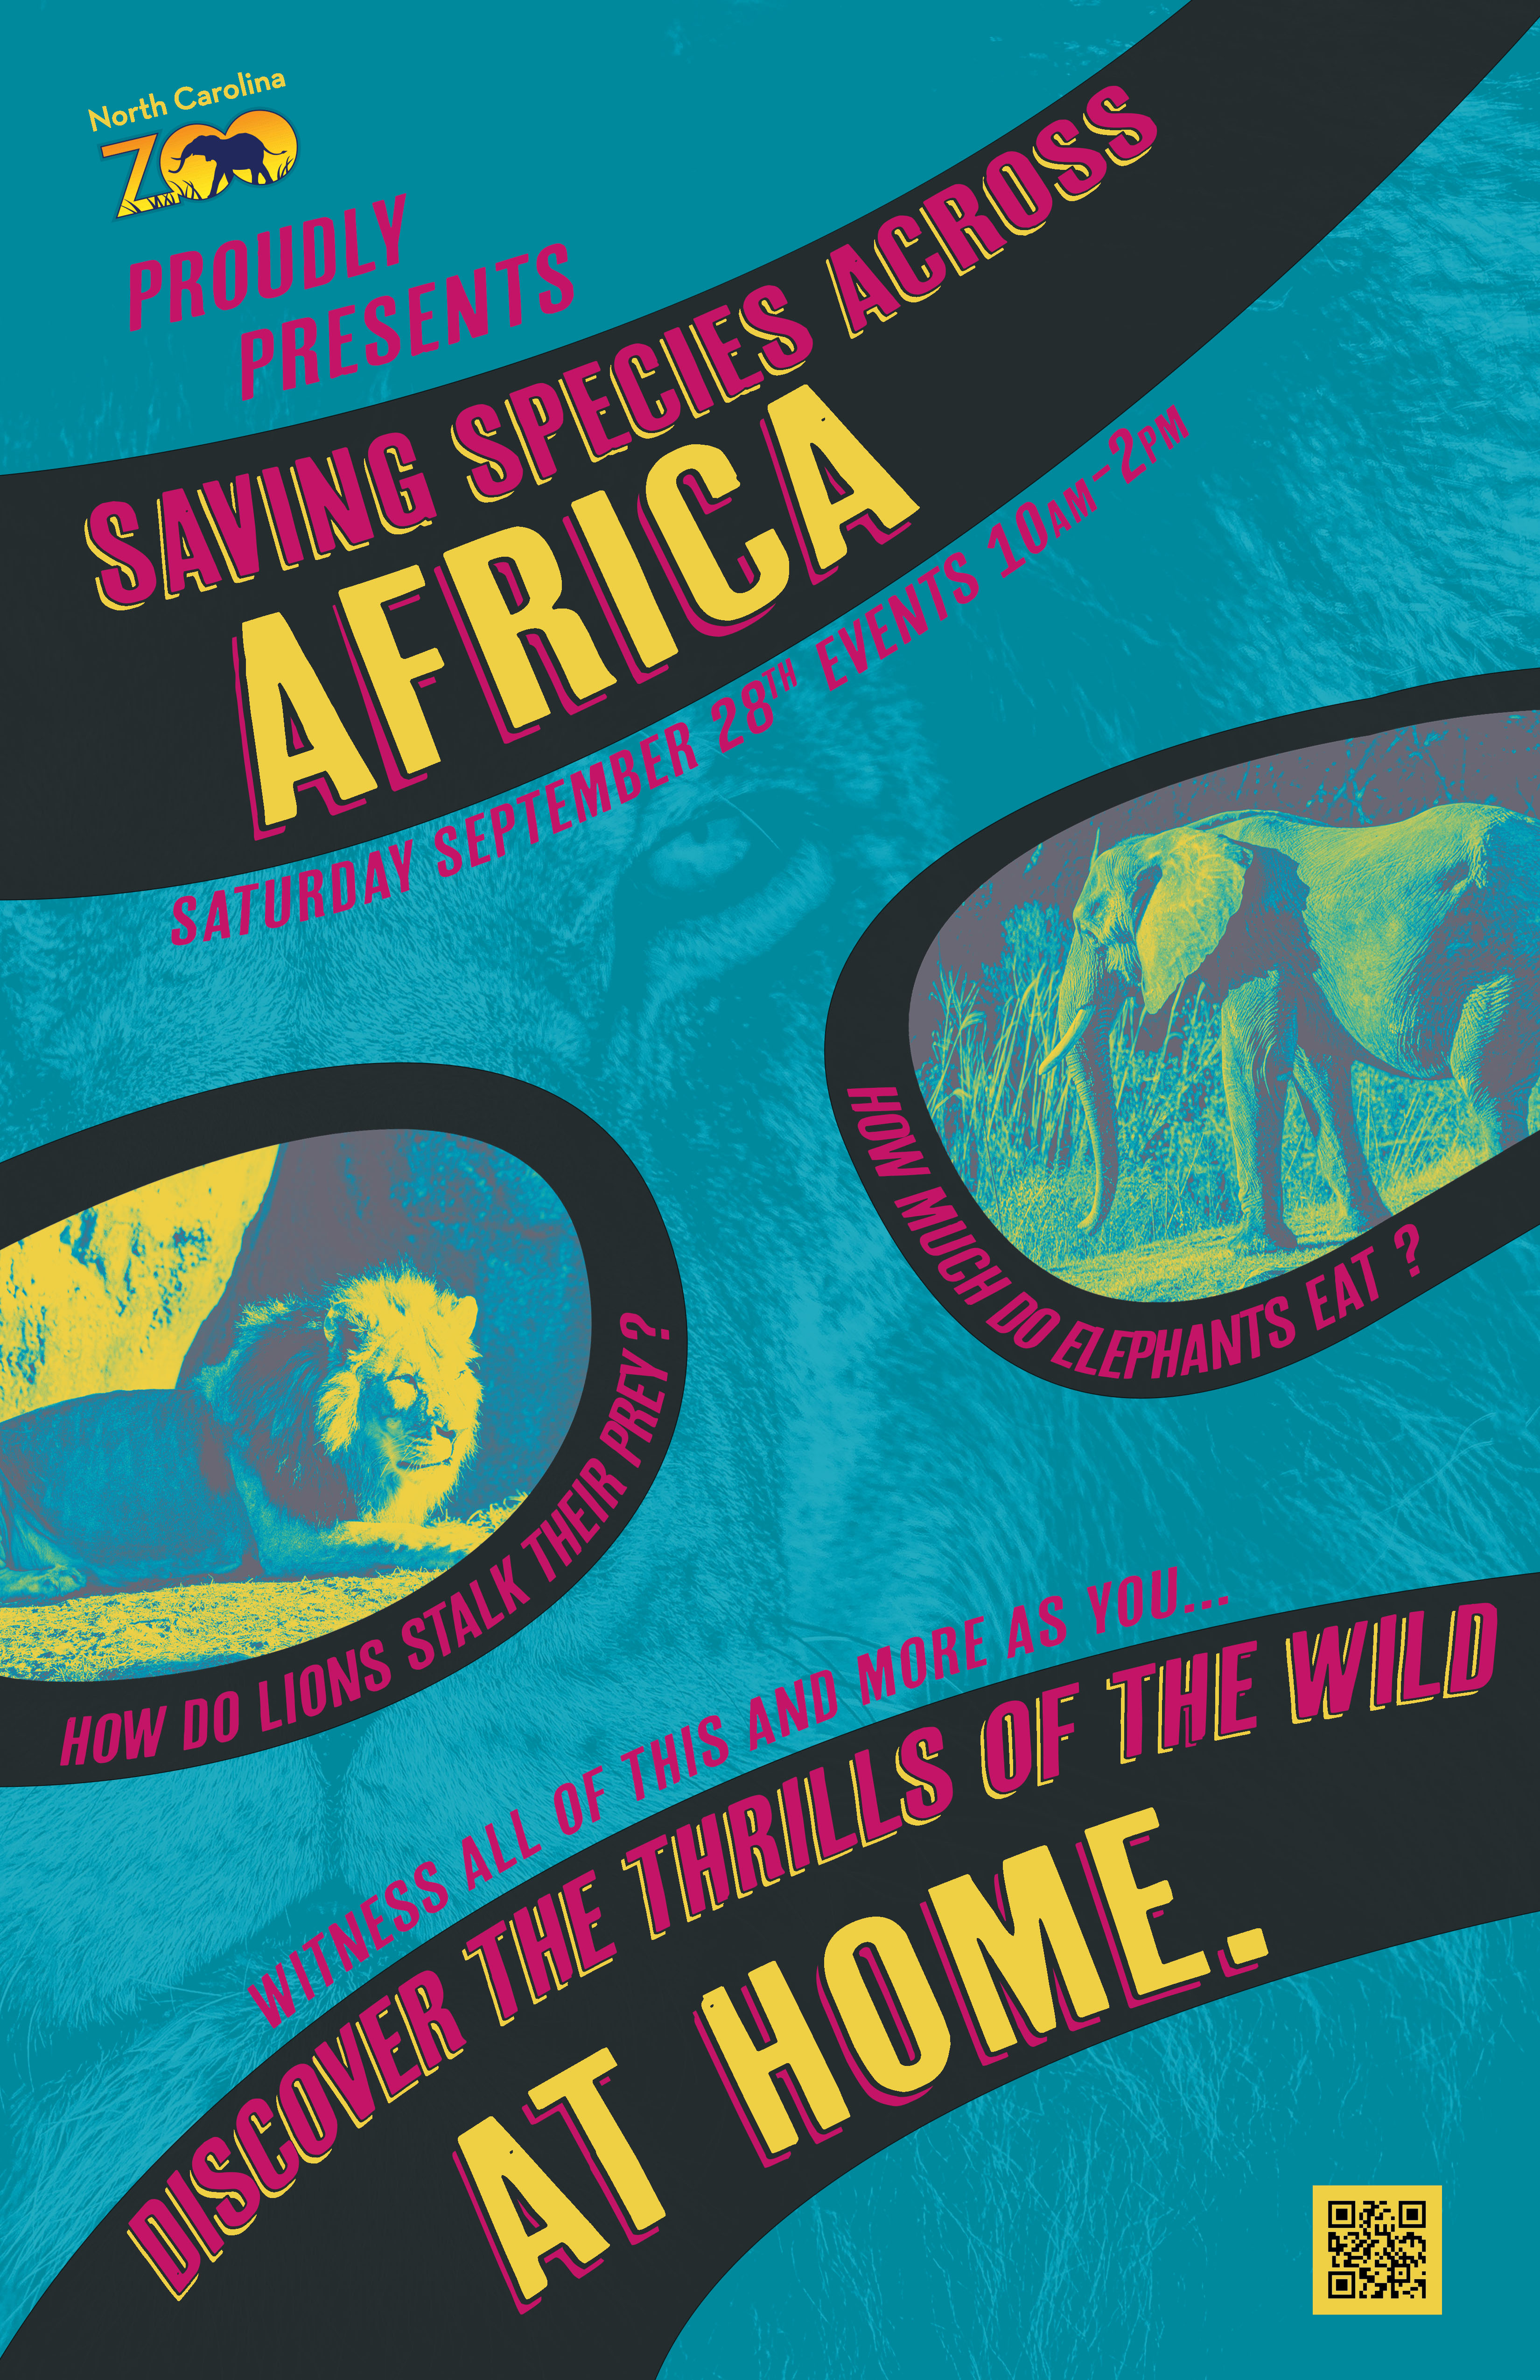 North Carolina
ZOO
PROUDLY
PRESENTS
SAVING SPECIES ACROSS
AFRICA
SATURDAY SEPTEMBER 28TH EVENTS 10AM-2PM
HOW MUCH DO ELEPHANTS EAT ?
HOW DO LIONS STALK THEIR PREY ?
WITNESS ALL OF THIS AND MORE AS YOU...
DISCOVER THE THRILLS OF THE WILD
AT HOME.